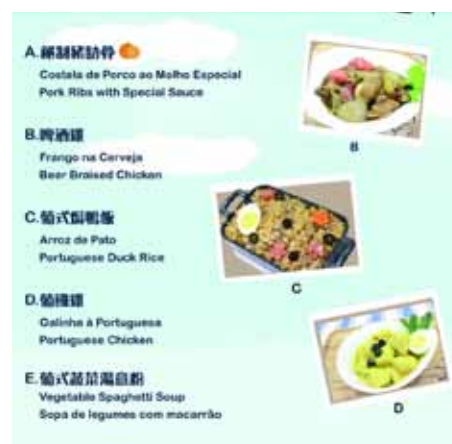 A. 制豬肋骨
Costela de Porco ao Molho Especial
Pork Ribs with Special Sauce
B. 啤酒雞
Frango na Cerveja
Beer Braised Chicken
B
C. 葡式焗鴨飯
Arroz de Pato
Portuguese Duck Rice
C
D. 葡國雞
Galinha à Portuguesa
Portuguese Chicken
D
E. 葡式蔬菜湯意粉
Vegetable Spaghetti Soup
Sopa de legumes com macarrão